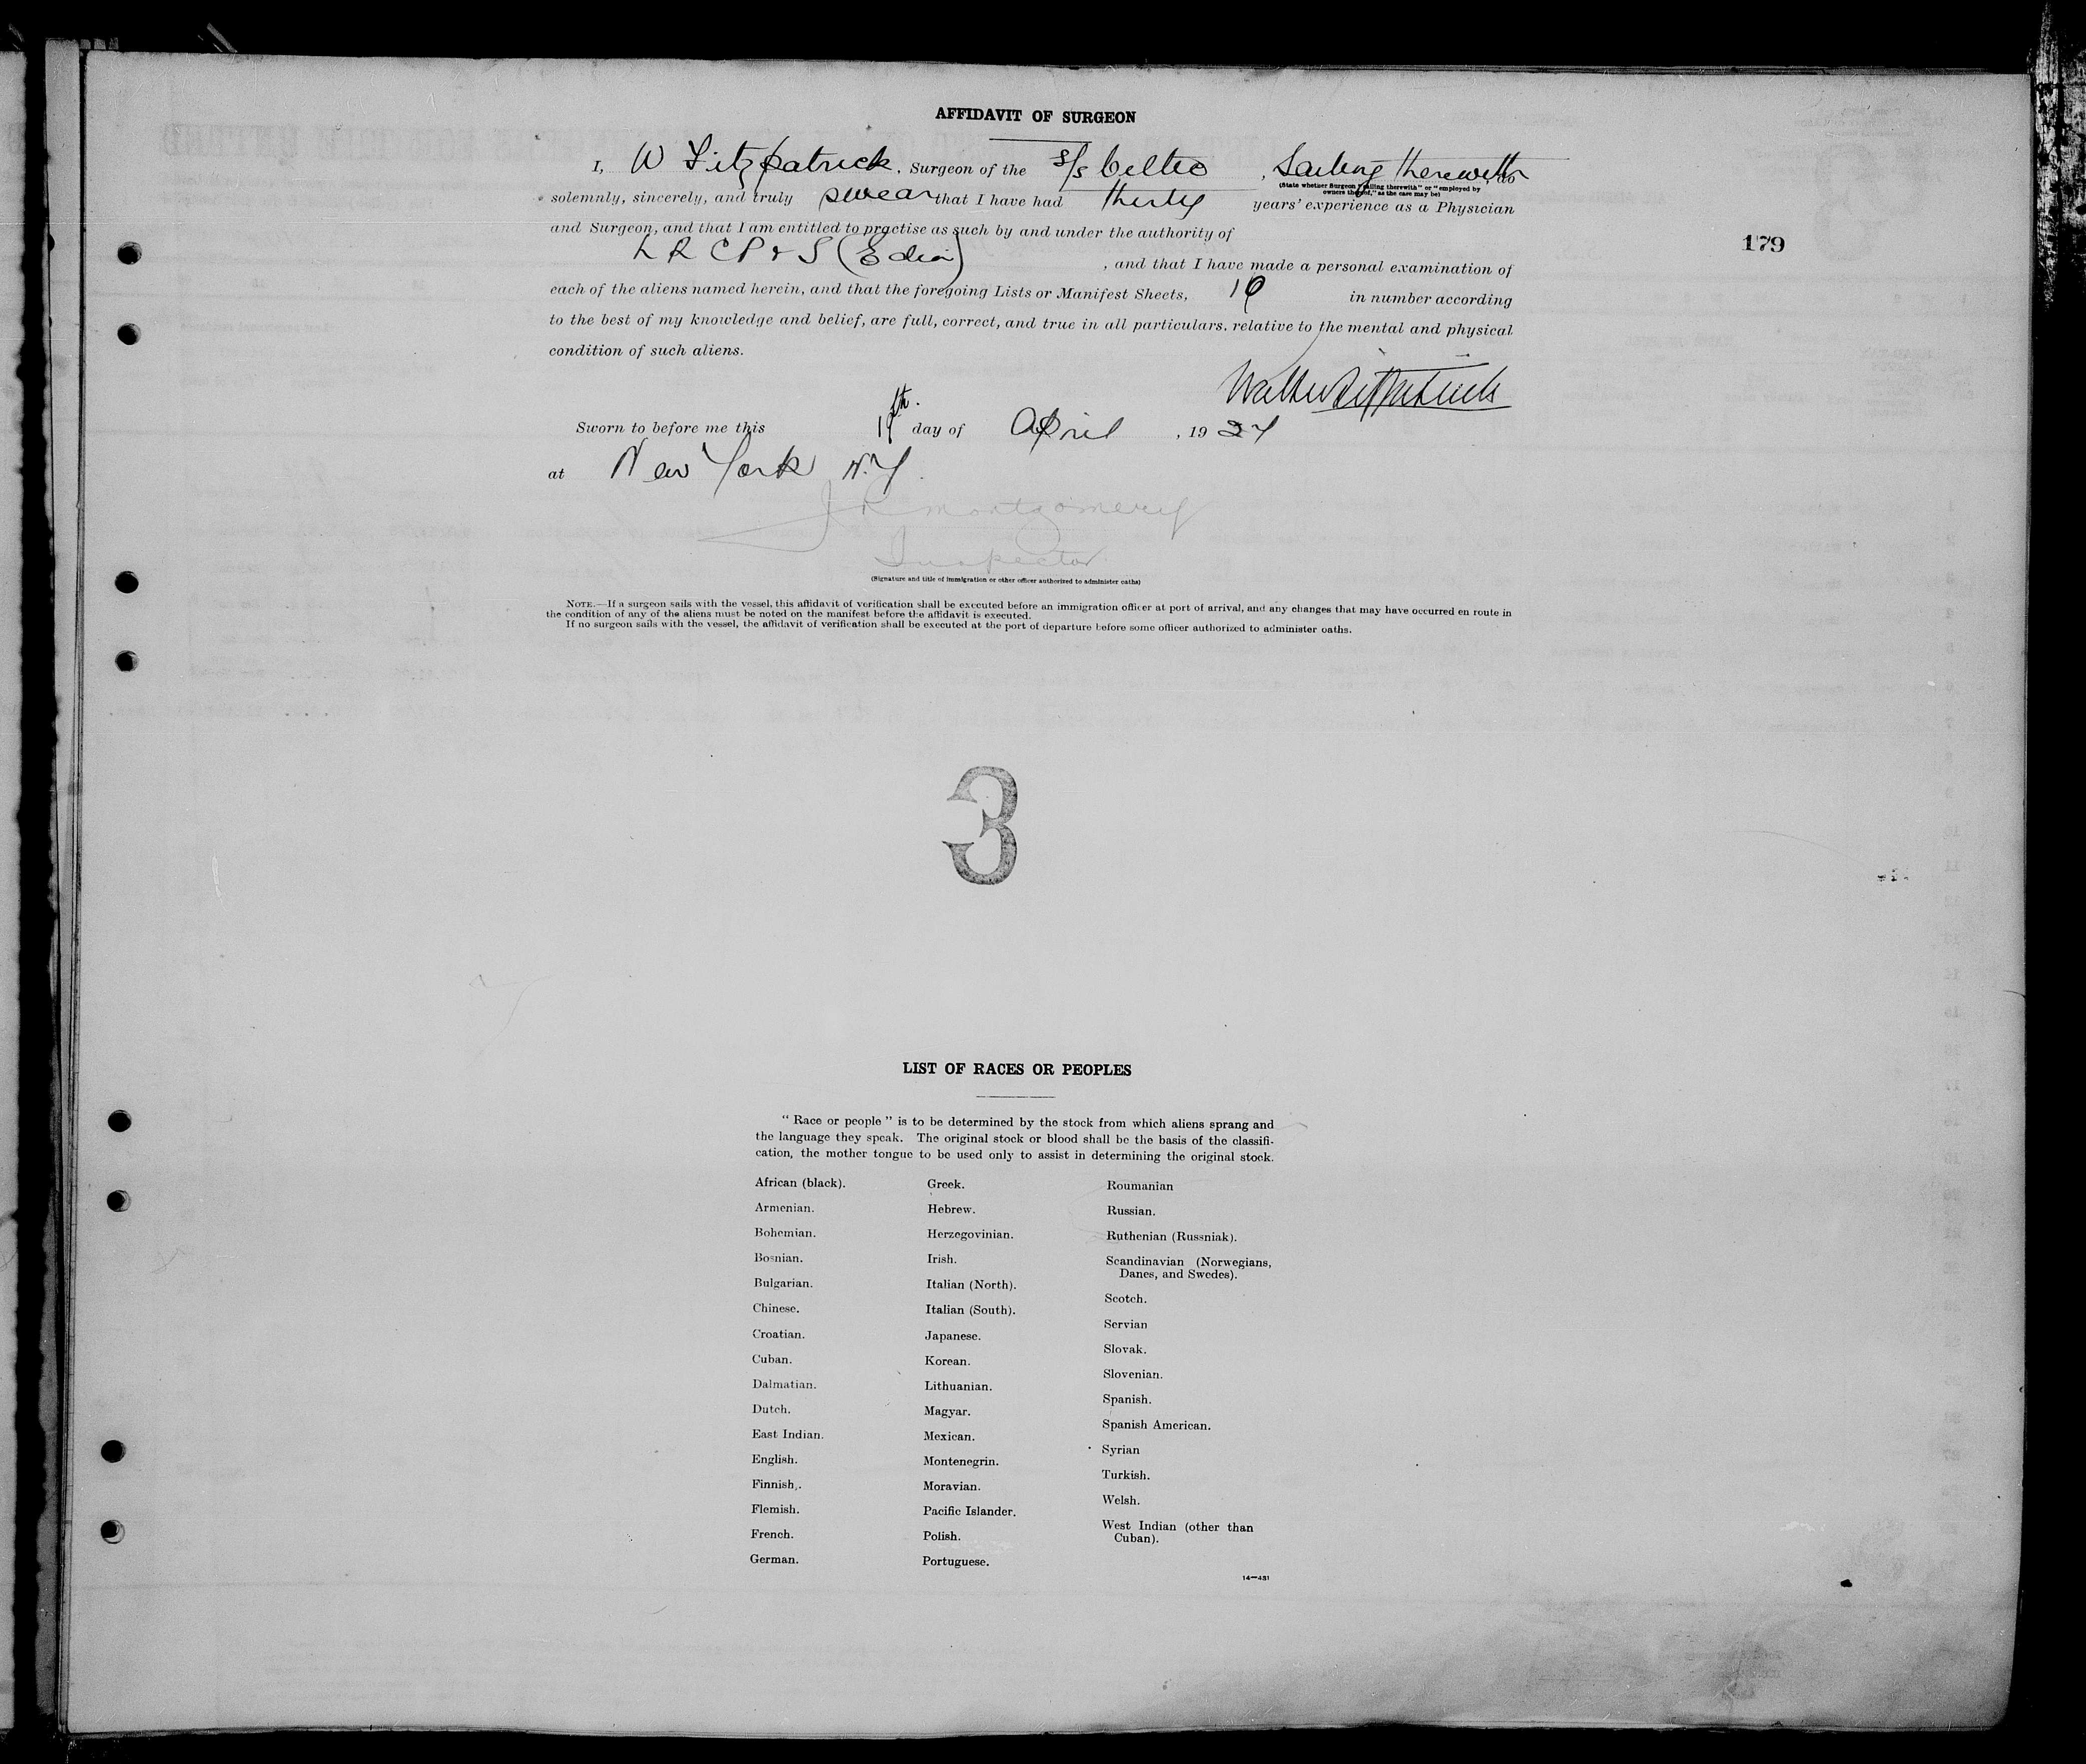 AFFIDAVIT OF SURGEON
I, W Fitzpatrick, Surgeon of the s/s Celtic, Sailing therewith, do
(State whether Surgeon "sailing therewith" or "employed by
owners thereof," as the case may be)
solemnly, sincerely, and truly swear that I have had thirty years' experience as a Physician
and Surgeon, and that I am entitled to practise as such by and under the authority of
L R C P & S (Edin)
, and that I have made a personal examination of
each of the aliens named herein, and that the foregoing Lists or Manifest Sheets, in number according
to the best of my knowledge and belief, are full, correct, and true in all particulars, relative to the mental and physical
condition of such aliens.
179
Walter Fitzpatrick
Sworn to before me this day of April, 1927
at New York N.Y.
J R Montgomery
Inspector
(Signature and title of immigration or other officer authorized to administer oaths)
NOTE.—If a surgeon sails with the vessel, this affidavit of verification shall be executed before an immigration officer at port of arrival, and any changes that may have occurred en route in
the condition of any of the aliens must be noted on the manifest before the affidavit is executed.
If no surgeon sails with the vessel, the affidavit of verification shall be executed at the port of departure before some officer authorized to administer oaths.
3
LIST OF RACES OR PEOPLES
"Race or people" is to be determined by the stock from which aliens sprang and
the language they speak. The original stock or blood shall be the basis of the classifi-
cation, the mother tongue to be used only to assist in determining the original stock.
African (black).
Armenian.
Bohemian.
Bosnian.
Bulgarian.
Chinese.
Croatian.
Cuban.
Dalmatian.
Dutch.
East Indian.
English.
Finnish.
Flemish.
French.
German.
Greek.
Hebrew.
Herzegovinian.
Irish.
Italian (North).
Italian (South).
Japanese.
Korean.
Lithuanian.
Magyar.
Mexican.
Montenegrin.
Moravian.
Pacific Islander.
Polish.
Portuguese.
Roumanian
Russian.
Ruthenian (Russniak).
Scandinavian (Norwegians,
Danes, and Swedes).
Scotch.
Servian
Slovak.
Slovenian.
Spanish.
Spanish American.
Syrian
Turkish.
Welsh.
West Indian (other than
Cuban).
14—431